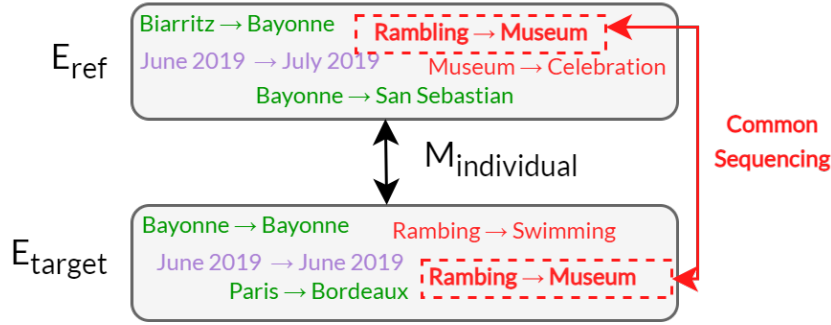 Biarritz → Bayonne
Rambling → Museum
E_ref
June 2019 → July 2019
Museum → Celebration
Bayonne → San Sebastian
Common
Sequencing
M_individual
Bayonne → Bayonne
Rambing → Swimming
E_target
June 2019 → June 2019
Rambing → Museum
Paris → Bordeaux